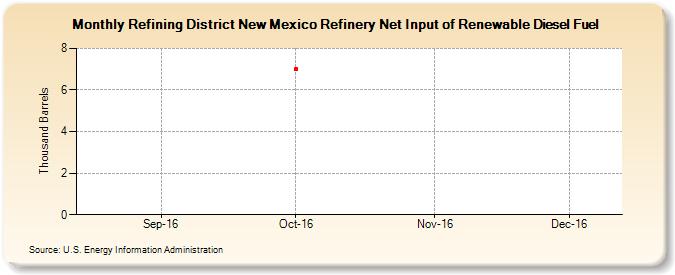 Monthly Refining District New Mexico Refinery Net Input of Renewable Diesel Fuel
Thousand Barrels
8
6
4
2
0
Sep-16 Oct-16 Nov-16 Dec-16
Source: U.S. Energy Information Administration